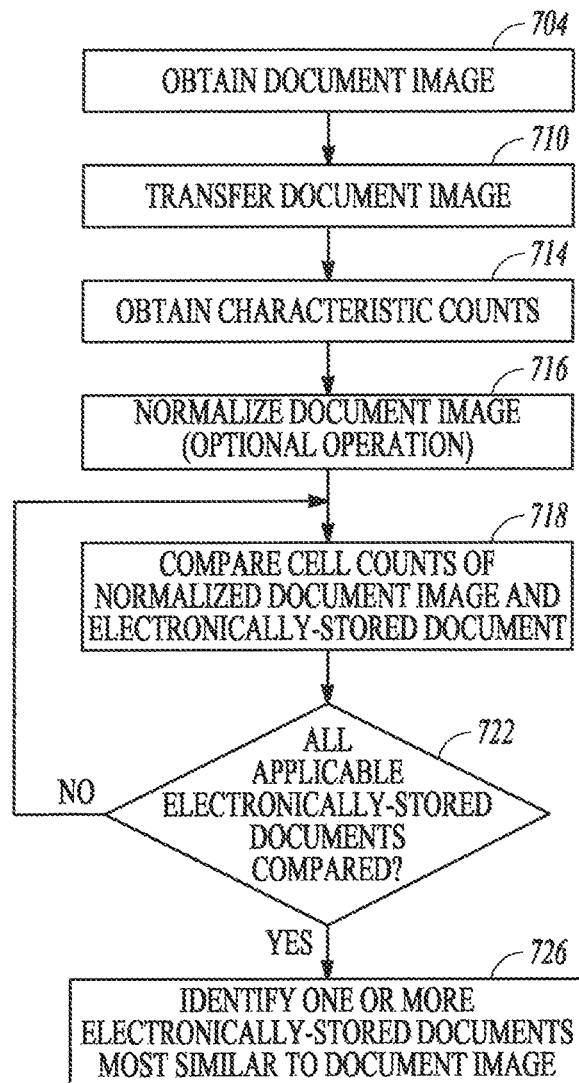 704
OBTAIN DOCUMENT IMAGE
710
TRANSFER DOCUMENT IMAGE
714
OBTAIN CHARACTERISTIC COUNTS
716
NORMALIZE DOCUMENT IMAGE
(OPTIONAL OPERATION)
718
COMPARE CELL COUNTS OF
NORMALIZED DOCUMENT IMAGE AND
ELECTRONICALLY-STORED DOCUMENT
722
ALL
APPLICABLE
ELECTRONICALLY-STORED
DOCUMENTS
COMPARED?
NO
YES
726
IDENTIFY ONE OR MORE
ELECTRONICALLY-STORED DOCUMENTS
MOST SIMILAR TO DOCUMENT IMAGE